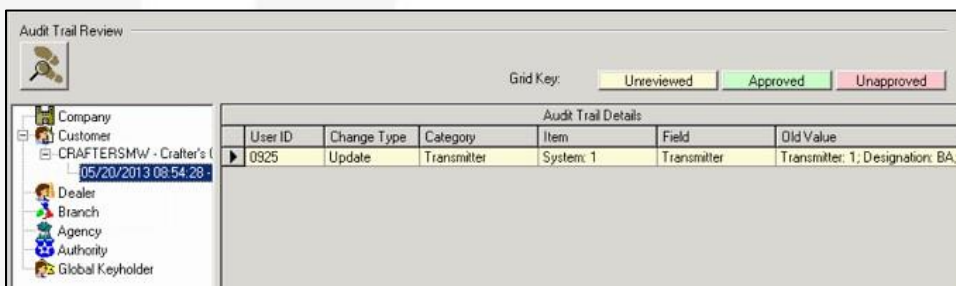 Audit Trail Review
Grid Key: Unreviewed Approved Unapproved
Company
Customer
CRAFTERSMW - Crafter's (
05/20/2013 08:54:28 -
Dealer
Branch
Agency
Authority
Global Keyholder
Audit Trail Details
User ID Change Type Category Item Field Old Value
0925 Update Transmitter System: 1 Transmitter Transmitter: 1; Designation: BA,